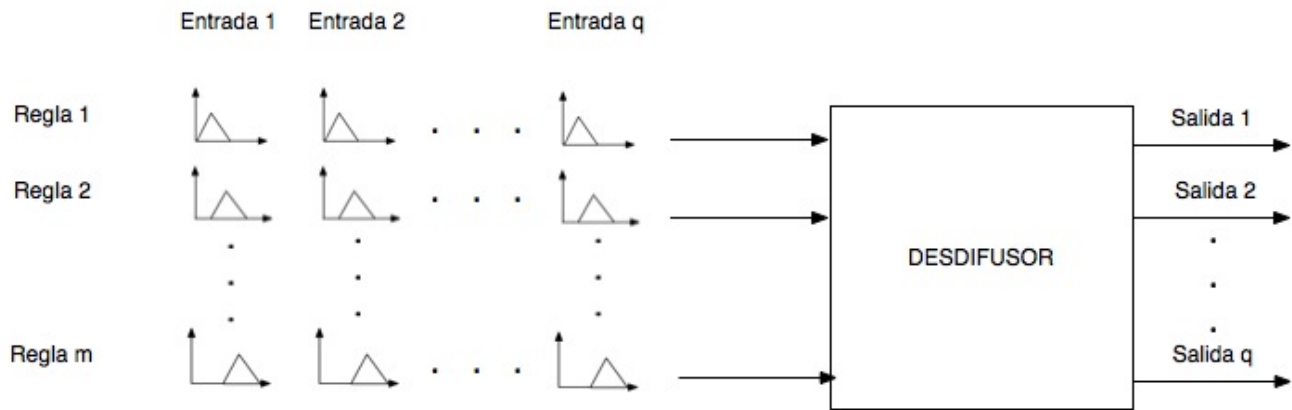 Entrada 1 Entrada 2 Entrada q
Regla 1
Salida 1
Regla 2
Salida 2
DESDIFUSOR
Regla m
Salida q